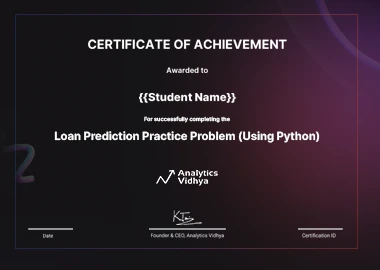 CERTIFICATE OF ACHIEVEMENT
Awarded to
{{Student Name}}
For successfully completing the
Loan Prediction Practice Problem (Using Python)
Analytics
Vidhya
Date
Founder & CEO, Analytics Vidhya
Certification ID